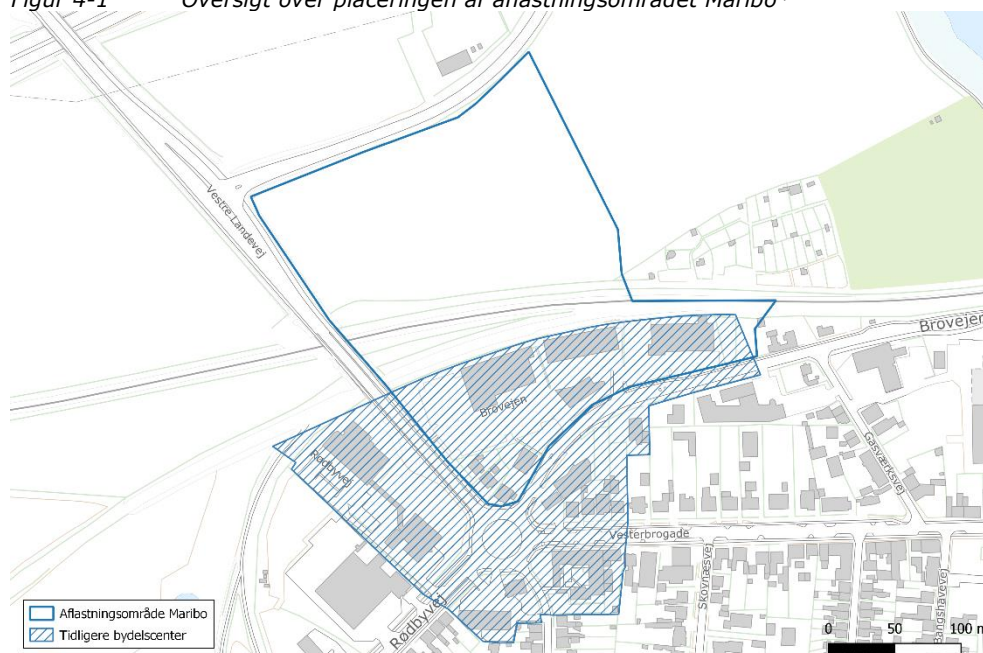 Figur 4-1 Oversigt over placeringen af aflastningsområdet Maribo
Vestre Landevej
Brovejen
Brovejen
Gasværksvej
Rødbyvej
Vesterbrogade
Skovnæsvej
Bangshavevej
Rødbyvej
Aflastningsområde Maribo
Tidligere bydelscenter
0 50 100 m